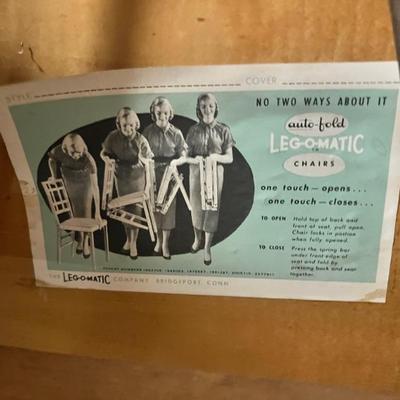 STYLE COVER
NO TWO WAYS ABOUT IT
auto-fold
LEG-O-MATIC
CHAIRS
one touch — opens...
one touch — closes...
TO OPEN Hold top of back and
front of seat, pull open.
Chair locks in postion
when fully opened.
TO CLOSE Press the spring bar
under front edge of
seat and fold by
pressing back and seat
together.
THE LEG-O-MATIC COMPANY BRIDGEPORT, CONN